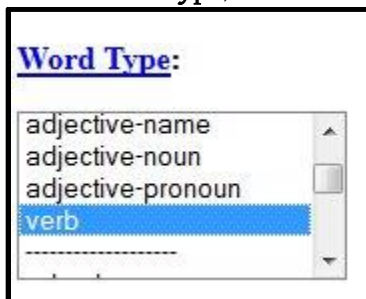 Word Type:
adjective-name
adjective-noun
adjective-pronoun
verb
-------------------